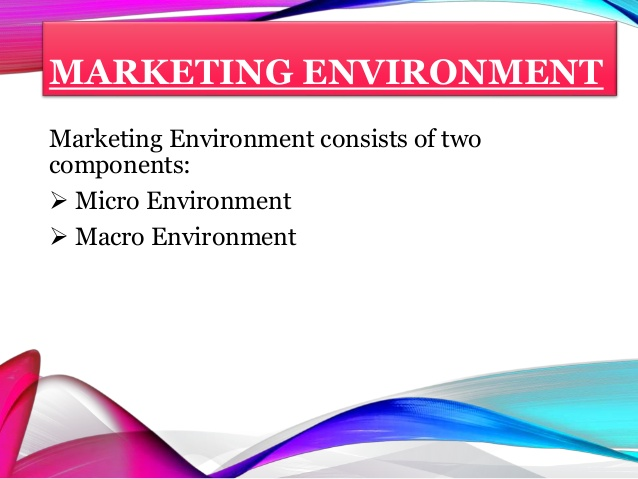 MARKETING ENVIRONMENT
Marketing Environment consists of two
components:
➢ Micro Environment
➢ Macro Environment